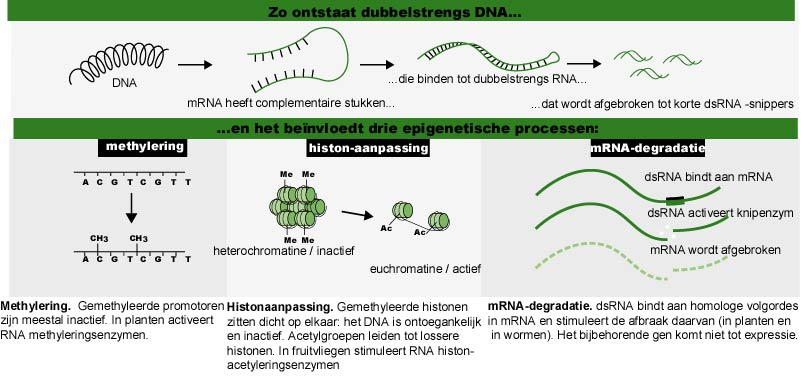 Zo ontstaat dubbelstrengs DNA...
DNA
mRNA heeft complementaire stukken...
...die binden tot dubbelstrengs RNA...
...dat wordt afgebroken tot korte dsRNA -snippers
...en het beïnvloedt drie epigenetische processen:
methylering
A C G T C G T T
CH3 CH3
A C G T C G T T
histon-aanpassing
Me Me
Me Me
heterochromatine / inactief
Ac
Ac
euchromatine / actief
mRNA-degradatie
dsRNA bindt aan mRNA
dsRNA activeert knipenzym
mRNA wordt afgebroken
Methylering. Gemethyleerde promotoren
zijn meestal inactief. In planten activeert
RNA methyleringsenzymen.
Histonaanpassing. Gemethyleerde histonen
zitten dicht op elkaar: het DNA is ontoegankelijk
en inactief. Acetylgroepen leiden tot lossere
histonen. In fruitvliegen stimuleert RNA histon-
acetyleringsenzymen
mRNA-degradatie. dsRNA bindt aan homologe volgordes
in mRNA en stimuleert de afbraak daarvan (in planten en
in wormen). Het bijbehorende gen komt niet tot expressie.